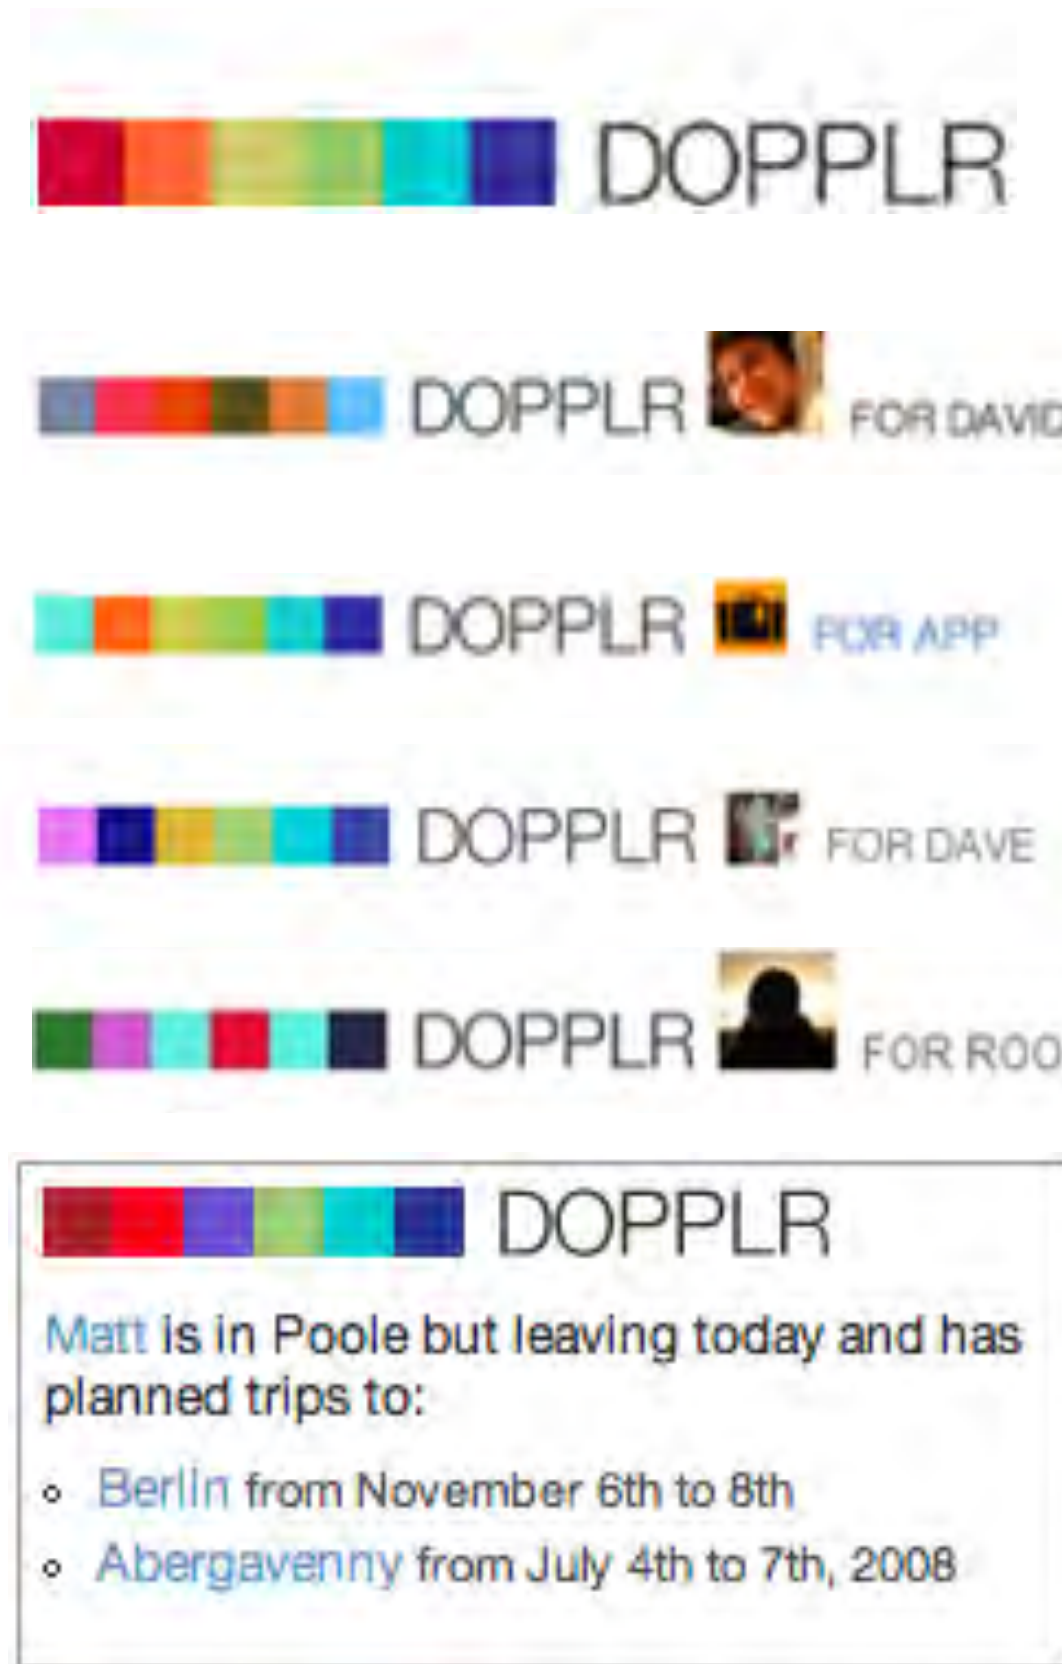 DOPPLR
DOPPLR FOR DAVID
DOPPLR FOR APP
DOPPLR FOR DAVE
DOPPLR FOR ROO
DOPPLR
Matt is in Poole but leaving today and has
planned trips to:
Berlin from November 6th to 8th
Abergavenny from July 4th to 7th, 2008